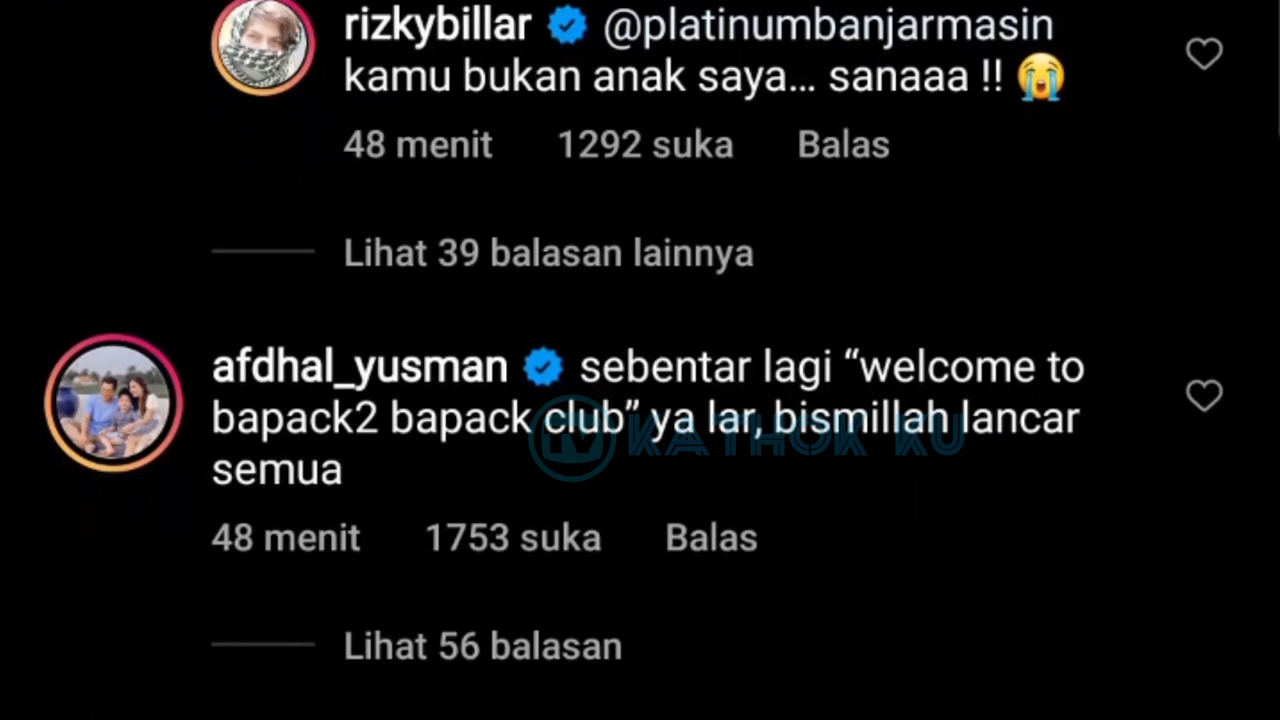 rizkybillar @platinumbanjarmasin
kamu bukan anak saya... sanaaa !! 😭
48 menit 1292 suka Balas
Lihat 39 balasan lainnya
afdhal_yusman sebentar lagi “welcome to
bapack2 bapack club” ya lar, bismillah lancar
semua
TV KATHOK KU
48 menit 1753 suka Balas
Lihat 56 balasan